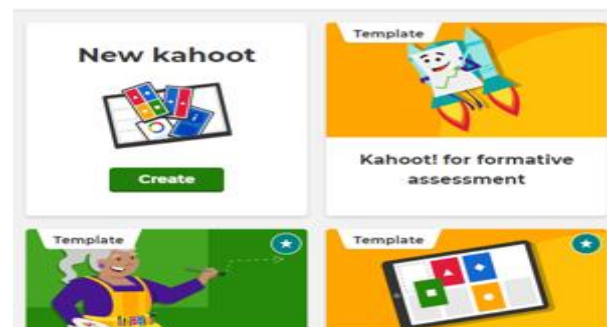 New kahoot
Create
Template
Kahoot! for formative
assessment
Template
Template